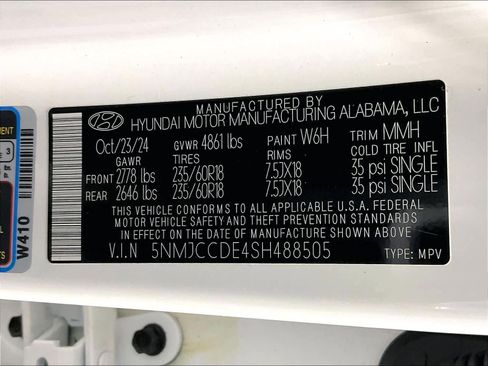 MANUFACTURED BY
HYUNDAI MOTOR MANUFACTURING ALABAMA, LLC
Oct/23/24 GVWR 4861 lbs PAINT W6H TRIM MMH
GAWR TIRES RIMS COLD TIRE INFL
FRONT 2778 lbs 235/60R18 7.5JX18 35 psi SINGLE
REAR 2646 lbs 235/60R18 7.5JX18 35 psi SINGLE
THIS VEHICLE CONFORMS TO ALL APPLICABLE U.S.A. FEDERAL
MOTOR VEHICLE SAFETY AND THEFT PREVENTION STANDARDS
IN EFFECT ON THE DATE OF MANUFACTURE SHOWN ABOVE
V.I.N 5NMJCCDE4SH488505 TYPE: MPV
3
W410